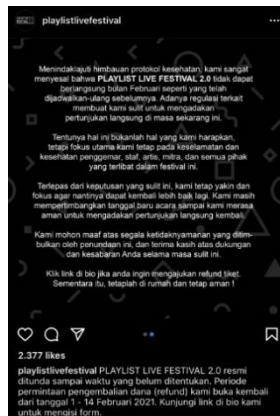 playlistlivefestival
Menindaklajuti himbauan protokol kesehatan, kami sangat
menyesal bahwa PLAYLIST LIVE FESTIVAL 2.0 tidak dapat
berlangsung bulan Februari seperti yang telah
dijadwalkan-ulang sebelumnya. Adanya regulasi terkait
membuat kami sulit untuk mengadakan
pertunjukan langsung di masa sekarang ini.
Tentunya hal ini bukanlah hal yang kami harapkan,
tetapi fokus utama kami tetap pada keselamatan dan
kesehatan penggemar, staf, artis, mitra, dan semua pihak
yang terlibat dalam festival ini.
Terlepas dari keputusan yang sulit ini, kami tetap yakin dan
fokus agar nantinya dapat kembali lebih baik lagi. Kami masih
mempertimbangkan tanggal baru acara sampai kami merasa
aman untuk mengadakan pertunjukan langsung kembali.
Kami mohon maaf atas segala ketidaknyamanan yang ditim-
bulkan oleh penundaan ini, dan terima kasih atas dukungan
dan kesabaran Anda selama masa sulit ini.
Klik link di bio jika anda ingin mengajukan refund tiket.
Sementara itu, tetaplah di rumah dan tetap aman !
2.377 likes
playlistlivefestival PLAYLIST LIVE FESTIVAL 2.0 resmi
ditunda sampai waktu yang belum ditentukan. Periode
permintaan pengembalian dana (refund) kami buka kembali
dari tanggal 1 - 14 Februari 2021. Kunjungi link di bio kami
untuk mengisi form.